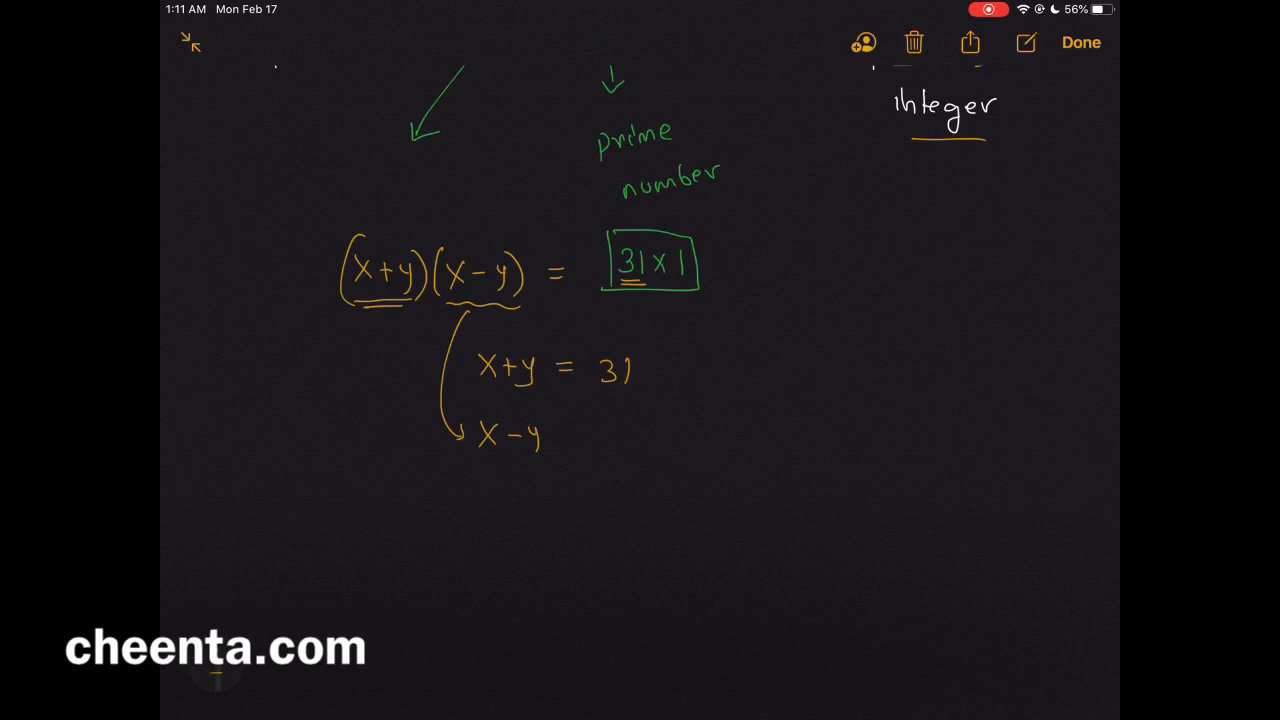 1:11 AM Mon Feb 17
56%
Done
integer
prime
number
(x+y)(x-y) = 31 x 1
x+y = 31
x-y
cheenta.com